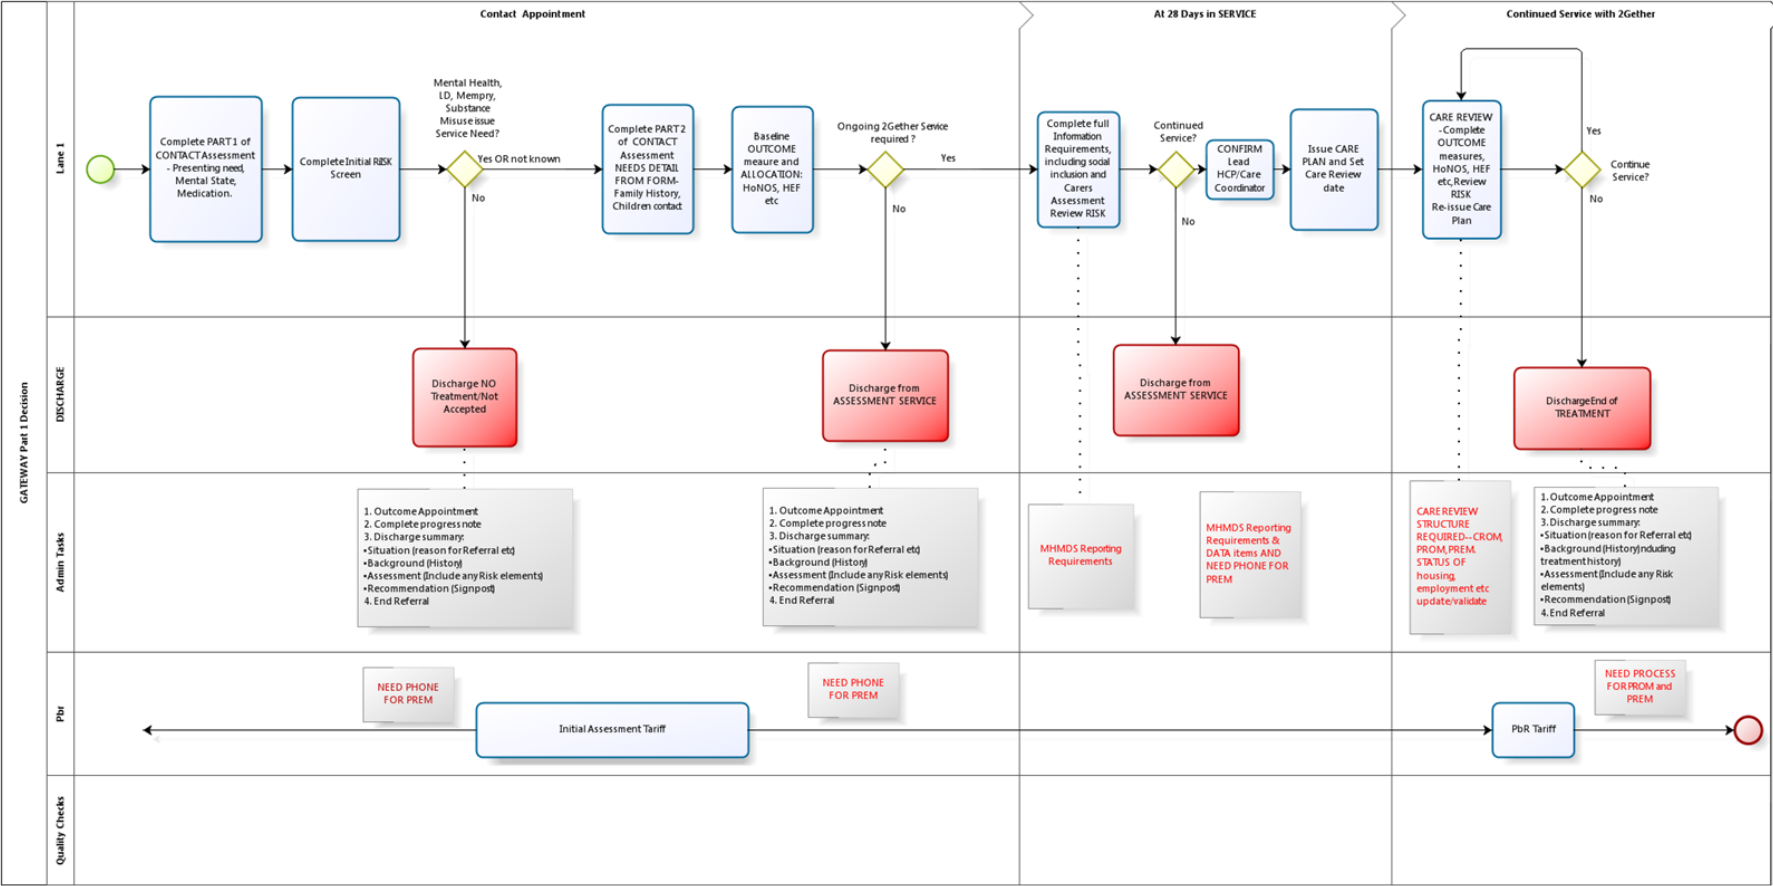 Contact Appointment
At 28 Days in SERVICE
Continued Service with 2Gether
GATEWAY Part 1 Decision
Lane 1
Complete PART1 of
CONTACT Assessment
- Presenting need,
Mental State,
Medication.
Complete Initial RISK
Screen
Mental Health,
LD, Mempry,
Substance
Misuse issue
Service Need?
Yes OR not known
No
Complete PART2
of CONTACT
Assessment
NEEDS DETAIL
FROM FORM-
Family History,
Children contact
Baseline
OUTCOME
meaure and
ALLOCATION:
HoNOS, HEF
etc
Ongoing 2Gether Service
required ?
Yes
No
Complete full
Information
Requirements,
including social
inclusion and
Carers
Assessment
Review RISK
Continued
Service?
No
CONFIRM
Lead
HCP/Care
Coordinator
Issue CARE
PLAN and Set
Care Review
date
CARE REVIEW
- Complete
OUTCOME
measures,
HoNOS, HEF
etc, Review
RISK
Re-issue Care
Plan
Yes
Continue
Service?
No
DISCHARGE
Discharge NO
Treatment/Not
Accepted
Discharge from
ASSESSMENT SERVICE
Discharge from
ASSESSMENT SERVICE
Discharge End of
TREATMENT
Admin Tasks
1. Outcome Appointment
2. Complete progress note
3. Discharge summary:
•Situation (reason for Referral etc)
•Background (History)
•Assessment (Include any Risk elements)
•Recommendation (Signpost)
4. End Referral
1. Outcome Appointment
2. Complete progress note
3. Discharge summary:
•Situation (reason for Referral etc)
•Background (History)
•Assessment (Include any Risk elements)
•Recommendation (Signpost)
4. End Referral
MHMDS Reporting
Requirements
MHMDS Reporting
Requirements &
DATA items AND
NEED PHONE FOR
PREM
CARE REVIEW
STRUCTURE
REQUIRED--CROM,
PROM, PREM.
STATUS OF
housing,
employment etc
update/validate
1. Outcome Appointment
2. Complete progress note
3. Discharge summary:
•Situation (reason for Referral etc)
•Background (History) ncluding
treatment history)
•Assessment (Include any Risk
elements)
•Recommendation (Signpost)
4. End Referral
Pbr
NEED PHONE
FOR PREM
Initial Assessment Tariff
NEED PHONE
FOR PREM
PbR Tariff
NEED PROCESS
FOR PROM and
PREM
Quality Checks